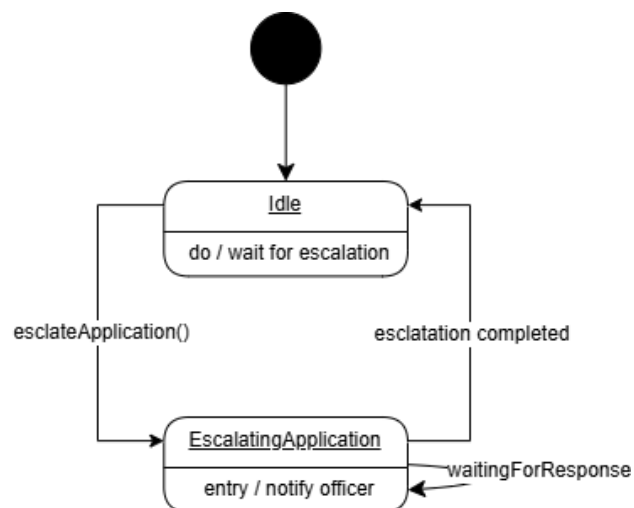 Idle
do / wait for escalation
esclateApplication()
esclatation completed
EscalatingApplication
waitingForResponse
entry / notify officer